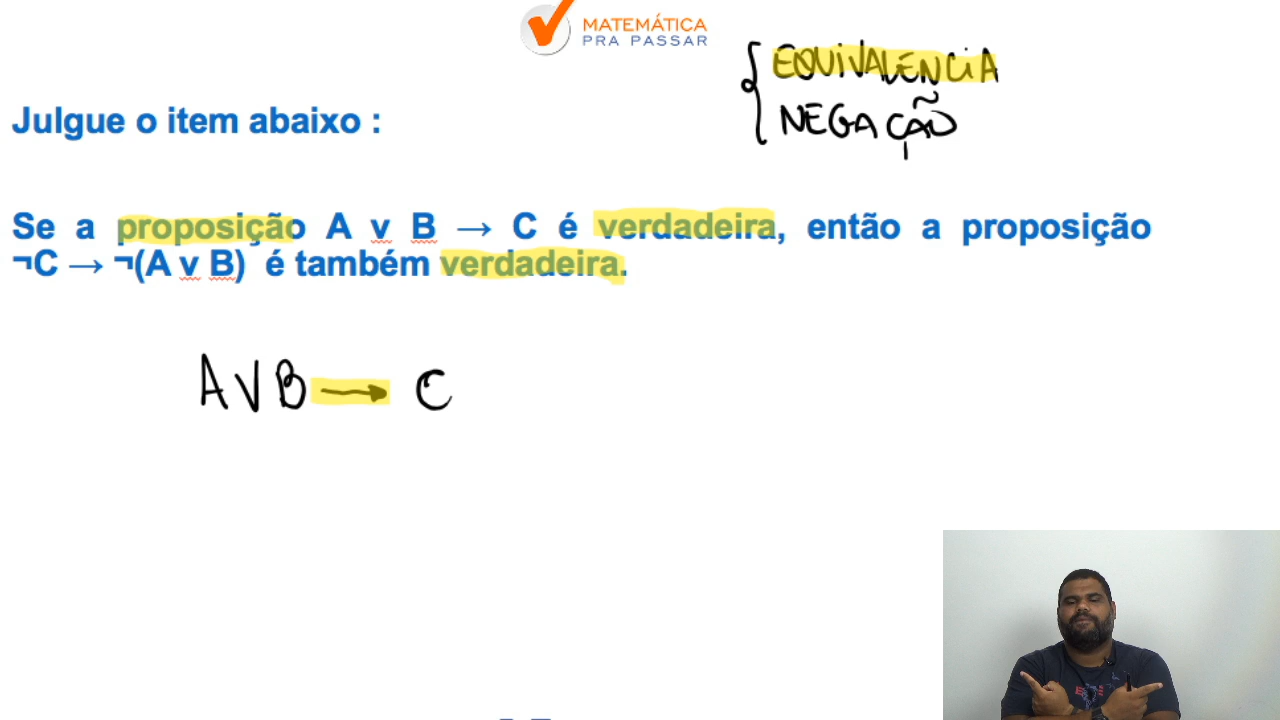 MATEMÁTICA
PRA PASSAR
EQUIVALENCIA
NEGAÇÃO
Julgue o item abaixo :
Se a proposição A v B → C é verdadeira, então a proposição
¬C → ¬(A v B) é também verdadeira.
A V B → C